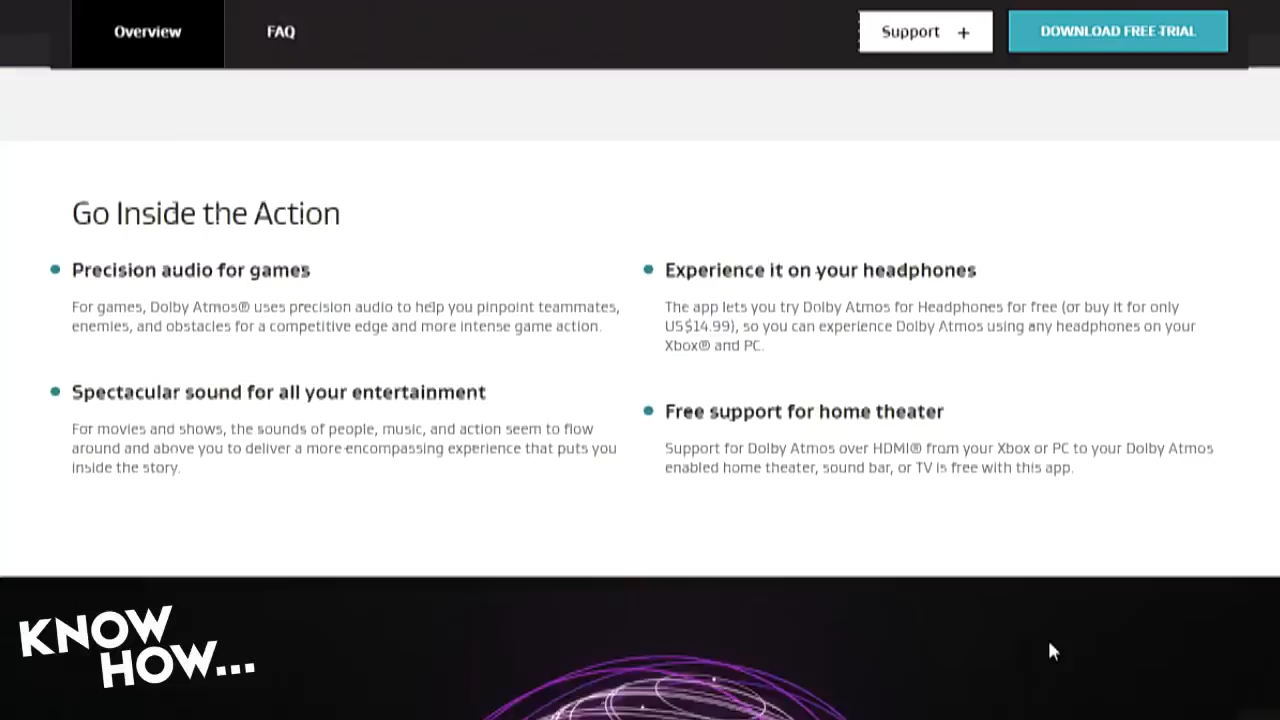 Overview
FAQ
Support +
DOWNLOAD FREE TRIAL
Go Inside the Action
Precision audio for games
For games, Dolby Atmos® uses precision audio to help you pinpoint teammates,
enemies, and obstacles for a competitive edge and more intense game action.
Spectacular sound for all your entertainment
For movies and shows, the sounds of people, music, and action seem to flow
around and above you to deliver a more encompassing experience that puts you
inside the story.
Experience it on your headphones
The app lets you try Dolby Atmos for Headphones for free (or buy it for only
US$14.99), so you can experience Dolby Atmos using any headphones on your
Xbox® and PC.
Free support for home theater
Support for Dolby Atmos over HDMI® from your Xbox or PC to your Dolby Atmos
enabled home theater, sound bar, or TV is free with this app.
KNOW
HOW...